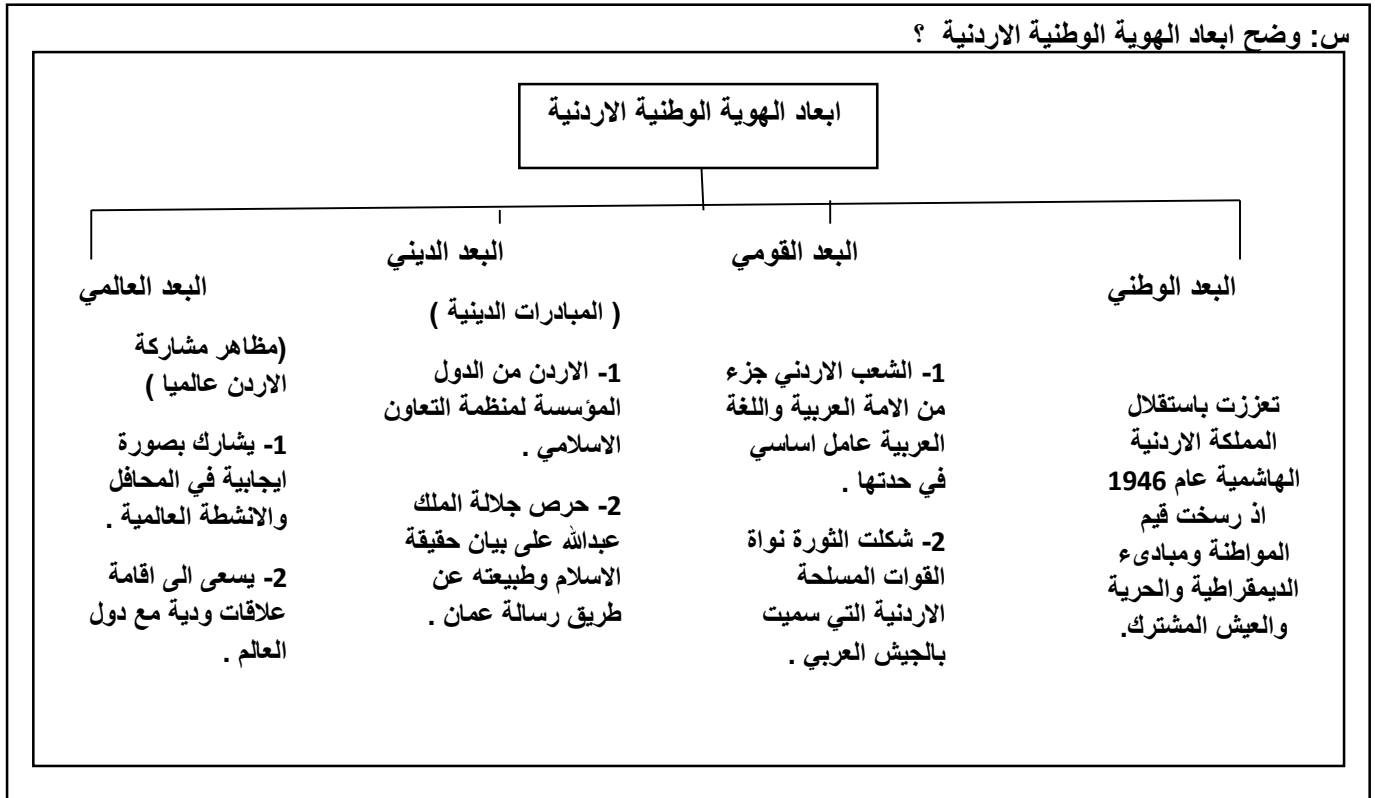 س: وضح ابعاد الهوية الوطنية الاردنية ؟
ابعاد الهوية الوطنية الاردنية
البعد الوطني
تعززت باستقلال
المملكة الاردنية
الهاشمية عام 1946
اذ رسخت قيم
المواطنة ومبادىء
الديمقراطية والحرية
والعيش المشترك.
البعد القومي
1- الشعب الاردني جزء
من الامة العربية واللغة
العربية عامل اساسي
في حدتها .
2- شكلت الثورة نواة
القوات المسلحة
الاردنية التي سميت
بالجيش العربي .
البعد الديني
( المبادرات الدينية )
1- الاردن من الدول
المؤسسة لمنظمة التعاون
الاسلامي .
2- حرص جلالة الملك
عبدالله على بيان حقيقة
الاسلام وطبيعته عن
طريق رسالة عمان .
البعد العالمي
(مظاهر مشاركة
الاردن عالميا )
1- يشارك بصورة
ايجابية في المحافل
والانشطة العالمية .
2- يسعى الى اقامة
علاقات ودية مع دول
العالم .